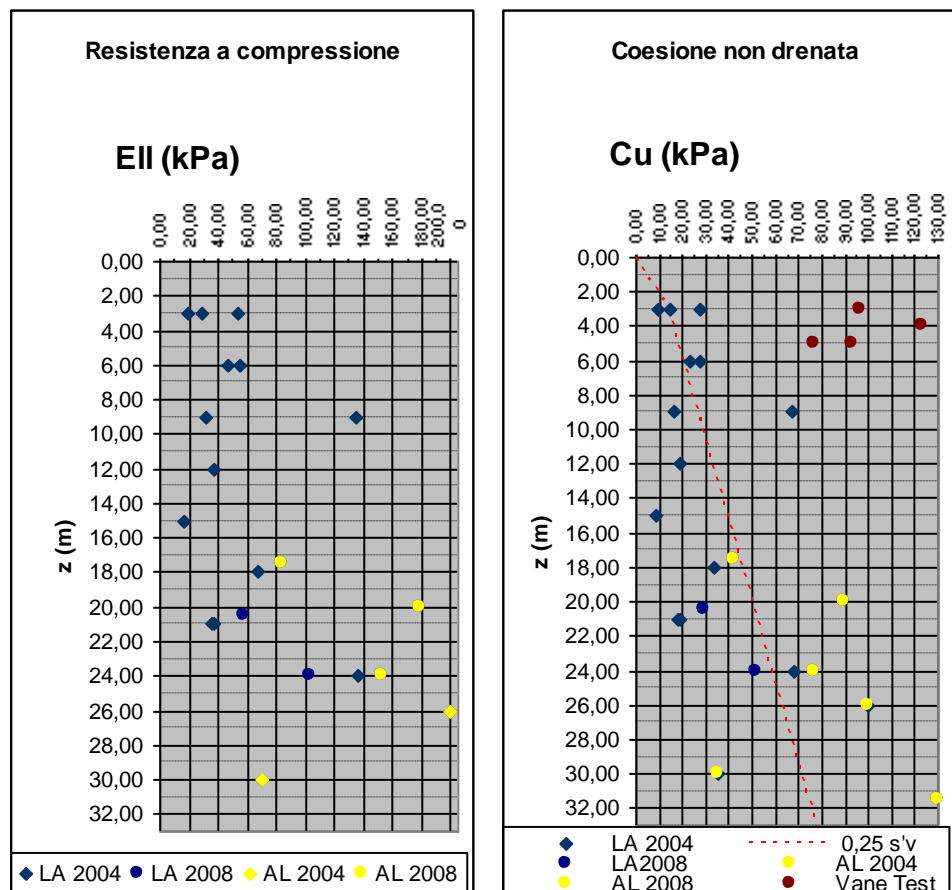 Resistenza a compressione
Ell (kPa)
0,00 20,00 40,00 60,00 80,00 100,00 120,00 140,00 160,00 180,00 200,0 0
z (m)
0,00
2,00
4,00
6,00
8,00
10,00
12,00
14,00
16,00
18,00
20,00
22,00
24,00
26,00
28,00
30,00
32,00
LA 2004 LA 2008 AL 2004 AL 2008
Coesione non drenata
Cu (kPa)
0,00 10,00 20,00 30,00 40,00 50,00 60,00 70,00 80,00 90,00 100,00 110,00 120,00 130,00
z (m)
0,00
2,00
4,00
6,00
8,00
10,00
12,00
14,00
16,00
18,00
20,00
22,00
24,00
26,00
28,00
30,00
32,00
LA 2004 0,25 s'v
LA2008 AL 2004
AL 2008 Vane Test